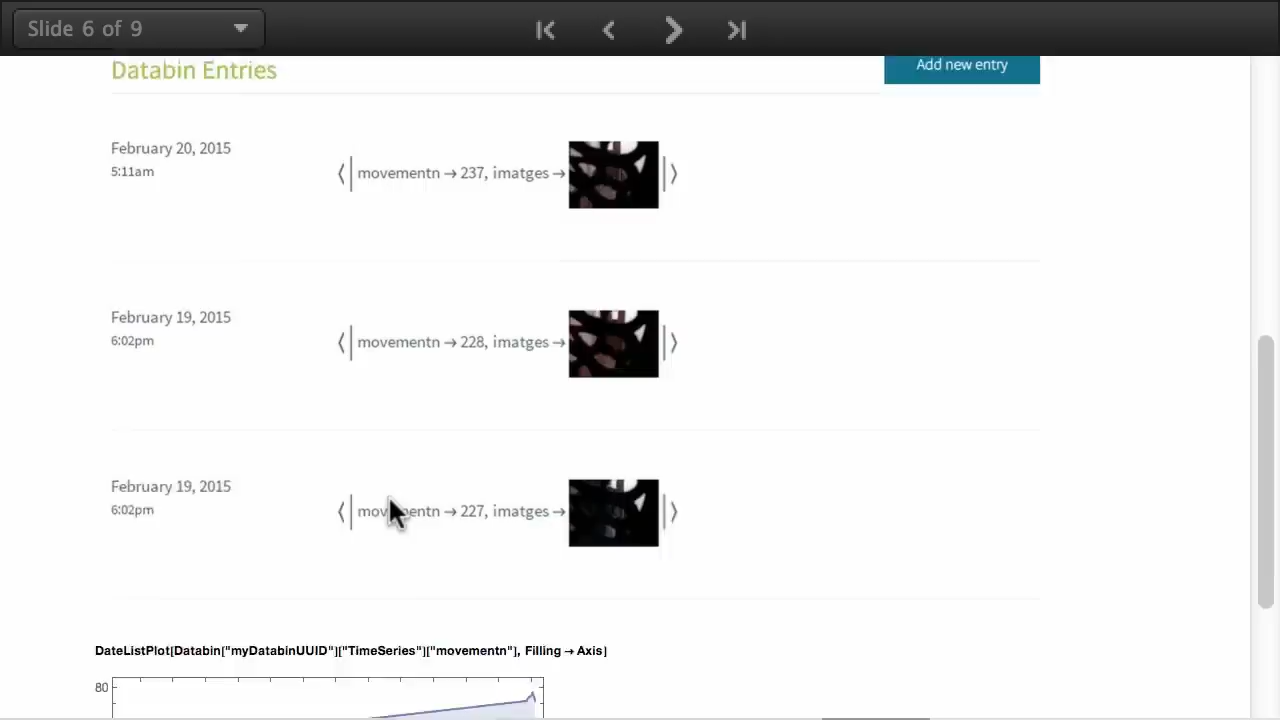 Slide 6 of 9
Databin Entries
Add new entry
February 20, 2015
5:11am
⟨| movementn → 237, imatges → |⟩
February 19, 2015
6:02pm
⟨| movementn → 228, imatges → |⟩
February 19, 2015
6:02pm
⟨| movementn → 227, imatges → |⟩
DateListPlot[Databin["myDatabinUUID"]["TimeSeries"]["movementn"], Filling → Axis]
80